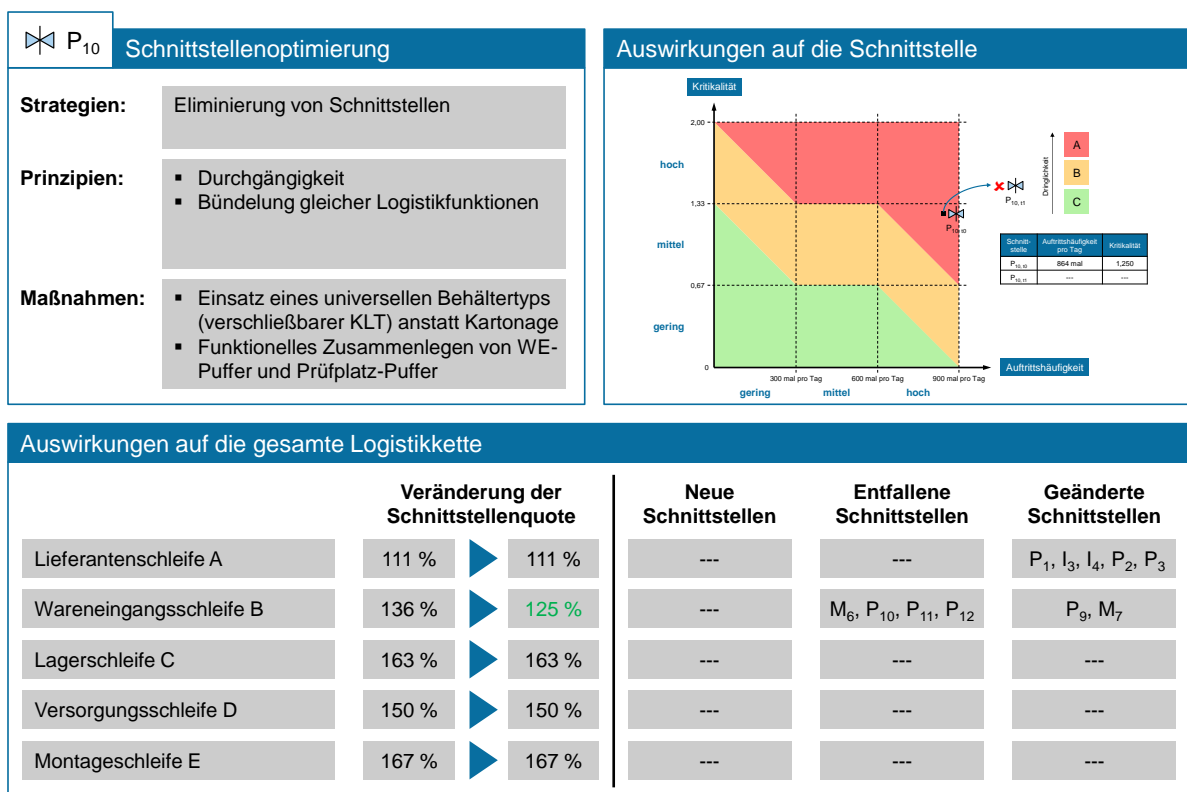 P10 Schnittstellenoptimierung
Strategien: Eliminierung von Schnittstellen
Prinzipien: ▪ Durchgängigkeit
▪ Bündelung gleicher Logistikfunktionen
Maßnahmen: ▪ Einsatz eines universellen Behältertyps
(verschließbarer KLT) anstatt Kartonage
▪ Funktionelles Zusammenlegen von WE-
Puffer und Prüfplatz-Puffer
Auswirkungen auf die Schnittstelle
Kritikalität
2,00
hoch
1,33
mittel
0,67
gering
0
300 mal pro Tag 600 mal pro Tag 900 mal pro Tag
gering mittel hoch
Auftrittshäufigkeit
P10, t0
P10, t1
Dringlichkeit
A
B
C
Schnitt-
stelle
Auftrittshäufigkeit
pro Tag
Kritikalität
P10, t0 864 mal 1,250
P10, t1 --- ---
Auswirkungen auf die gesamte Logistikkette
Veränderung der
Schnittstellenquote
Neue
Schnittstellen
Entfallene
Schnittstellen
Geänderte
Schnittstellen
Lieferantenschleife A 111 % 111 % --- --- P1, I3, I4, P2, P3
Wareneingangsschleife B 136 % 125 % --- M6, P10, P11, P12 P9, M7
Lagerschleife C 163 % 163 % --- --- ---
Versorgungsschleife D 150 % 150 % --- --- ---
Montageschleife E 167 % 167 % --- --- ---